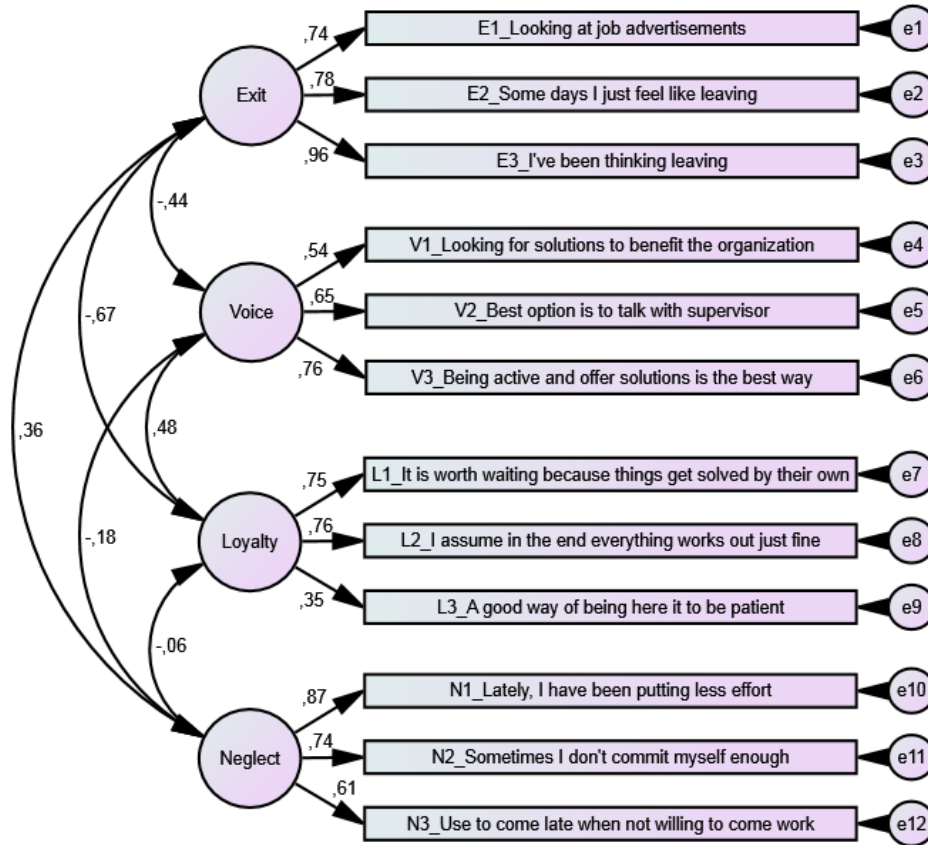 ,74
E1_Looking at job advertisements
e1
Exit
,78
E2_Some days I just feel like leaving
e2
,96
E3_I've been thinking leaving
e3
-,44
,54
V1_Looking for solutions to benefit the organization
e4
Voice
,65
V2_Best option is to talk with supervisor
e5
-,67
,76
V3_Being active and offer solutions is the best way
e6
,36
,48
,75
L1_It is worth waiting because things get solved by their own
e7
-,18
Loyalty
,76
L2_I assume in the end everything works out just fine
e8
,35
L3_A good way of being here it to be patient
e9
-,06
,87
N1_Lately, I have been putting less effort
e10
Neglect
,74
N2_Sometimes I don't commit myself enough
e11
,61
N3_Use to come late when not willing to come work
e12